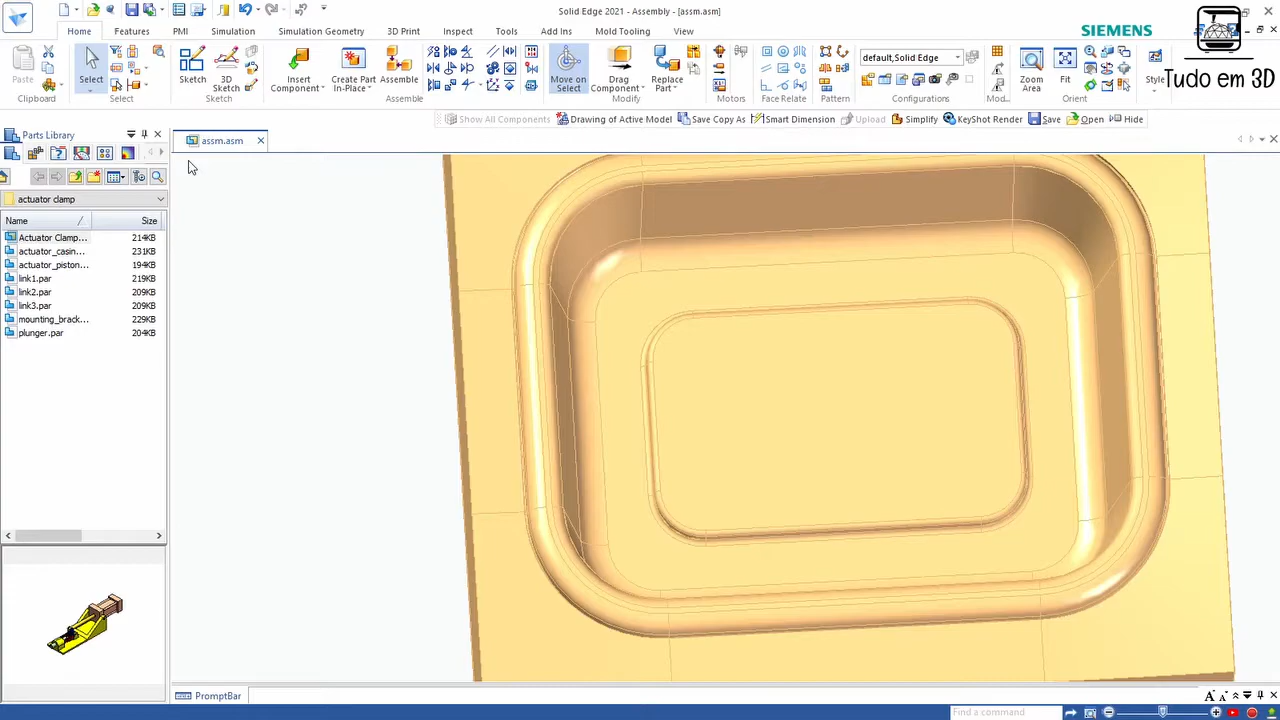 Solid Edge 2021 - Assembly - [assm.asm]
Home
Features
PMI
Simulation
Simulation Geometry
3D Print
Inspect
Tools
Add Ins
Mold Tooling
View
SIEMENS
Tudo em 3D
Paste
Clipboard
Select
Select
Sketch
3D Sketch
Sketch
Insert Component
Create Part In-Place
Assemble
Assemble
Move on Select
Drag Component
Replace Part
Modify
Motors
Face Relate
Pattern
default,Solid Edge
Configurations
Mod...
Zoom Area
Fit
Orient
Style
Show All Components
Drawing of Active Model
Save Copy As
Smart Dimension
Upload
Simplify
KeyShot Render
Save
Open
Hide
Parts Library
assm.asm
actuator clamp
Name
Size
Actuator Clamp... 214KB
actuator_casin... 231KB
actuator_piston... 194KB
link1.par 219KB
link2.par 209KB
link3.par 209KB
mounting_brack... 229KB
plunger.par 204KB
PromptBar
Find a command